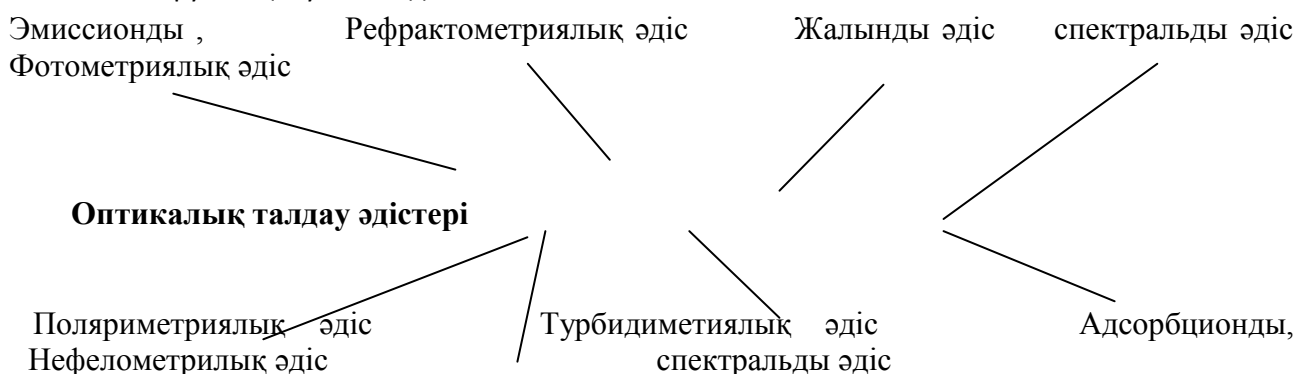 Эмиссионды , Рефрактометриялық әдіс Жалынды әдіс спектральды әдіс
Фотометриялық әдіс
Оптикалық талдау әдістері
Поляриметриялық әдіс Турбидиметиялық әдіс Адсорбционды,
Нефелометрилық әдіс спектральды әдіс